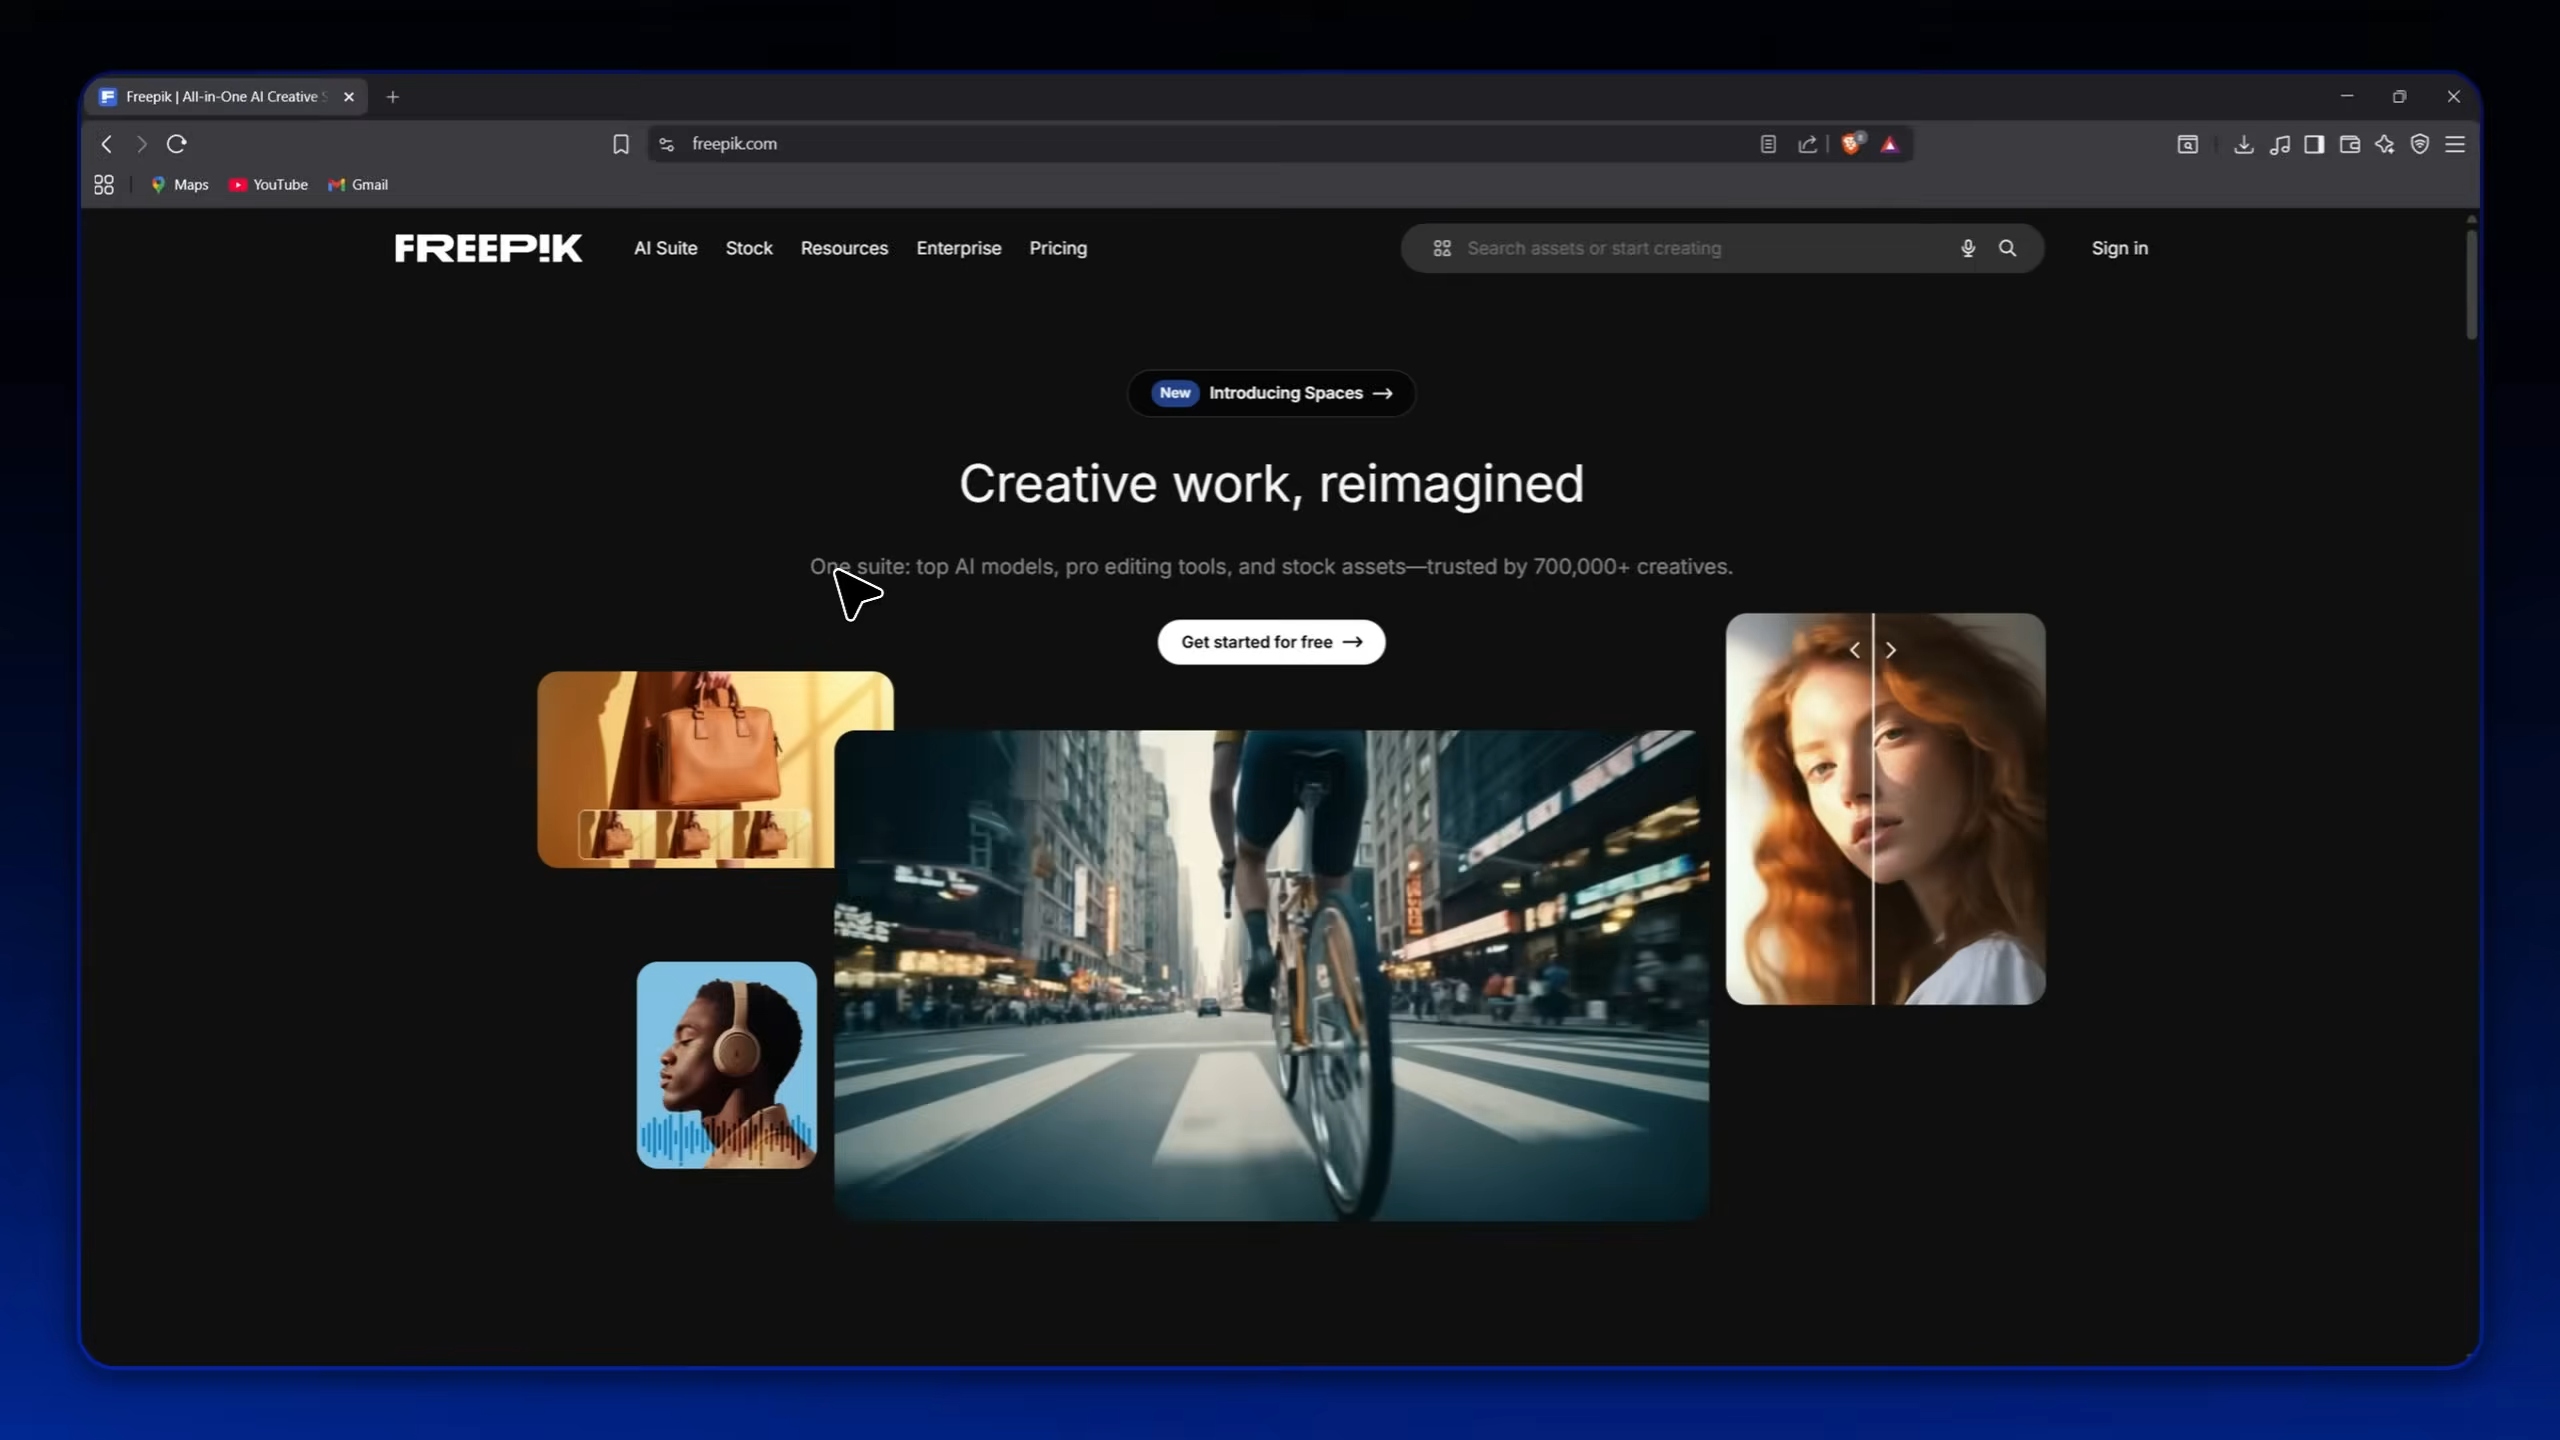 Freepik | All-in-One AI Creative S
freepik.com
Maps
YouTube
Gmail
FREEP!K
AI Suite
Stock
Resources
Enterprise
Pricing
Search assets or start creating
Sign in
New Introducing Spaces →
Creative work, reimagined
One suite: top AI models, pro editing tools, and stock assets—trusted by 700,000+ creatives.
Get started for free →